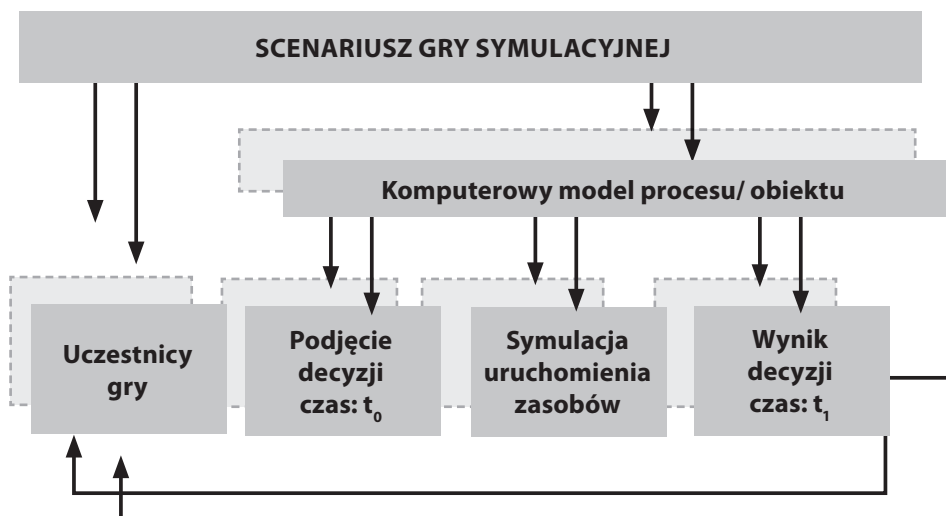 SCENARIUSZ GRY SYMULACYJNEJ
Komputerowy model procesu/ obiektu
Uczestnicy
gry
Podjęcie
decyzji
czas: t₀
Symulacja
uruchomienia
zasobów
Wynik
decyzji
czas: t₁